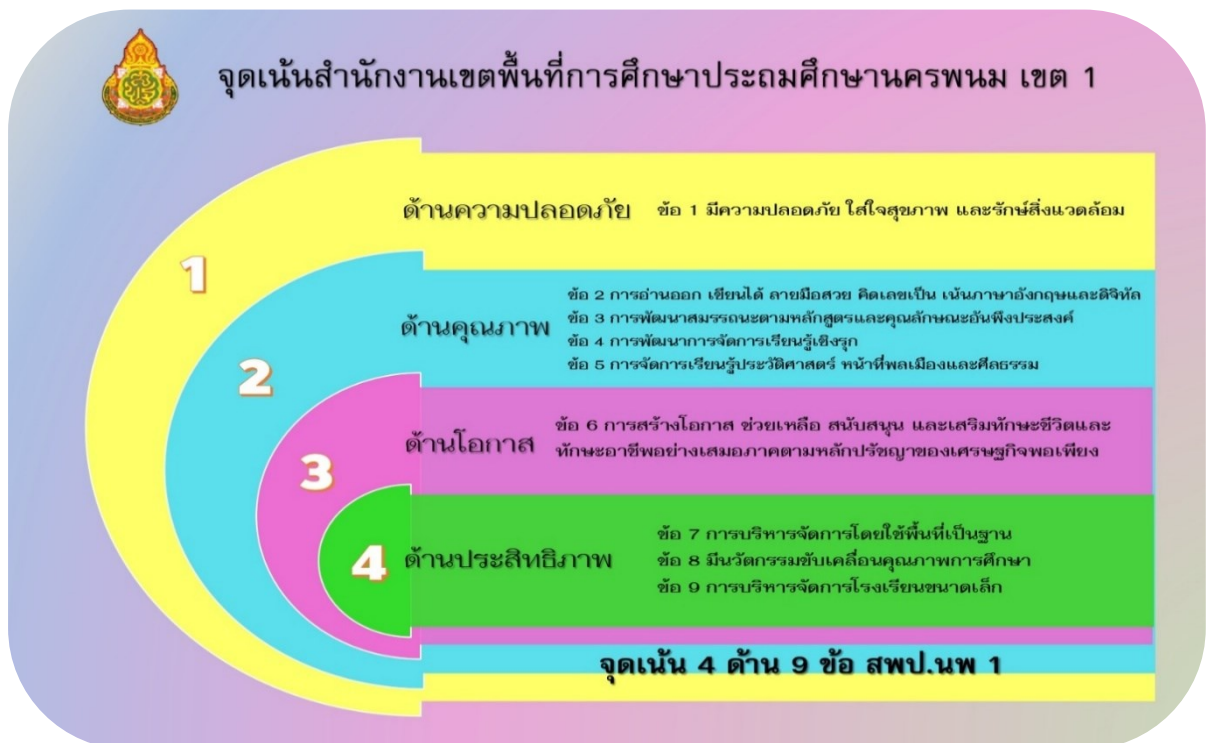 จุดเน้นสำนักงานเขตพื้นที่การศึกษาประถมศึกษานครพนม เขต 1
1
ด้านความปลอดภัย
ข้อ 1 มีความปลอดภัย ใส่ใจสุขภาพ และรักษ์สิ่งแวดล้อม
2
ด้านคุณภาพ
ข้อ 2 การอ่านออก เขียนได้ ลายมือสวย คิดเลขเป็น เน้นภาษาอังกฤษและดิจิทัล
ข้อ 3 การพัฒนาสมรรถนะตามหลักสูตรและคุณลักษณะอันพึงประสงค์
ข้อ 4 การพัฒนาการจัดการเรียนรู้เชิงรุก
ข้อ 5 การจัดการเรียนรู้ประวัติศาสตร์ หน้าที่พลเมืองและศีลธรรม
3
ด้านโอกาส
ข้อ 6 การสร้างโอกาส ช่วยเหลือ สนับสนุน และเสริมทักษะชีวิตและ
ทักษะอาชีพอย่างเสมอภาคตามหลักปรัชญาของเศรษฐกิจพอเพียง
4
ด้านประสิทธิภาพ
ข้อ 7 การบริหารจัดการโดยใช้พื้นที่เป็นฐาน
ข้อ 8 มีนวัตกรรมขับเคลื่อนคุณภาพการศึกษา
ข้อ 9 การบริหารจัดการโรงเรียนขนาดเล็ก
จุดเน้น 4 ด้าน 9 ข้อ สพป.นพ 1